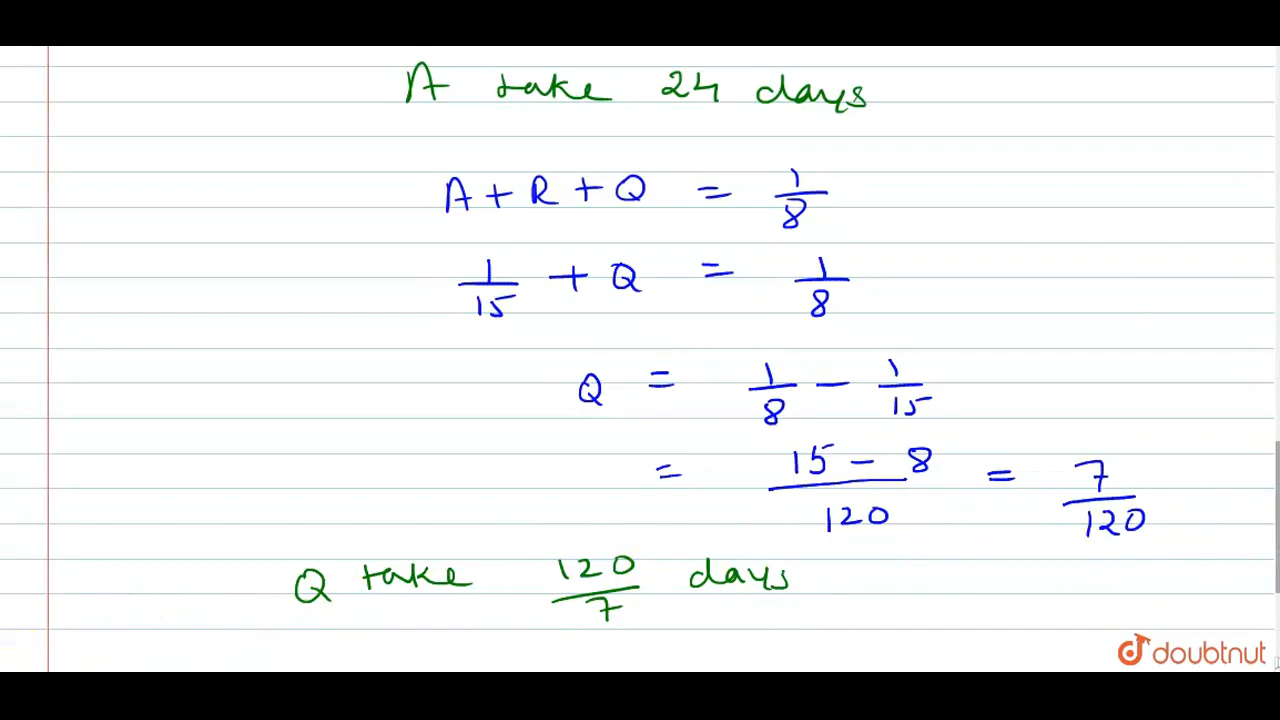 A take 24 days
A + R + Q = 1/8
1/15 + Q = 1/8
Q = 1/8 - 1/15
= 15 - 8/120 = 7/120
Q take 120/7 days
doubtnut